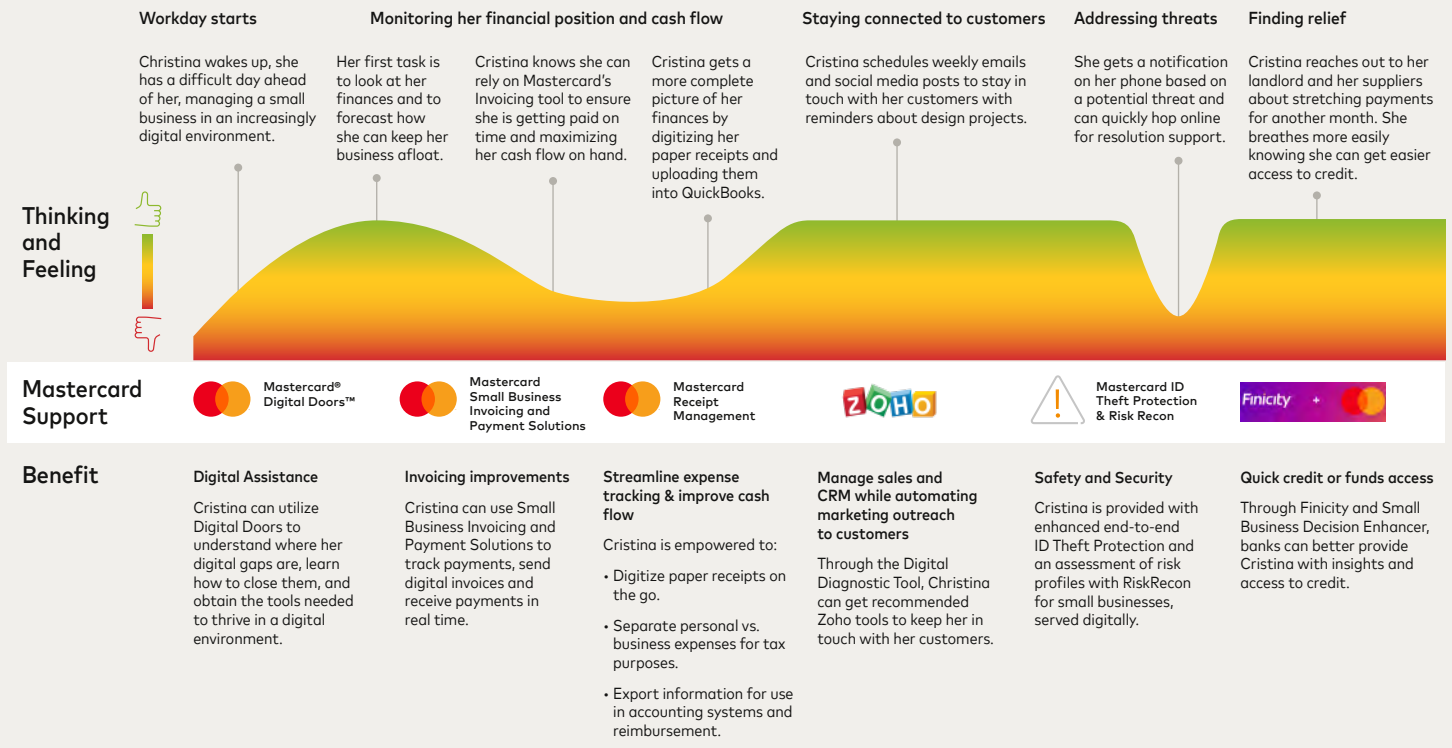 Workday starts
Monitoring her financial position and cash flow
Staying connected to customers
Addressing threats
Finding relief
Christina wakes up, she
has a difficult day ahead
of her, managing a small
business in an increasingly
digital environment.
Her first task is
to look at her
finances and to
forecast how
she can keep her
business afloat.
Cristina knows she can
rely on Mastercard's
Invoicing tool to ensure
she is getting paid on
time and maximizing
her cash flow on hand.
Cristina gets a
more complete
picture of her
finances by
digitizing her
paper receipts and
uploading them
into QuickBooks.
Cristina schedules weekly emails
and social media posts to stay in
touch with her customers with
reminders about design projects.
She gets a notification
on her phone based on
a potential threat and
can quickly hop online
for resolution support.
Cristina reaches out to her
landlord and her suppliers
about stretching payments
for another month. She
breathes more easily
knowing she can get easier
access to credit.
Thinking
and
Feeling
Mastercard
Support
Mastercard®
Digital Doors™
Mastercard
Small Business
Invoicing and
Payment Solutions
Mastercard
Receipt
Management
ZOHO
Mastercard ID
Theft Protection
& Risk Recon
Finicity +
Benefit
Digital Assistance
Cristina can utilize
Digital Doors to
understand where her
digital gaps are, learn
how to close them, and
obtain the tools needed
to thrive in a digital
environment.
Invoicing improvements
Cristina can use Small
Business Invoicing and
Payment Solutions to
track payments, send
digital invoices and
receive payments in
real time.
Streamline expense
tracking & improve cash
flow
Cristina is empowered to:
• Digitize paper receipts on
the go.
• Separate personal vs.
business expenses for tax
purposes.
• Export information for use
in accounting systems and
reimbursement.
Manage sales and
CRM while automating
marketing outreach
to customers
Through the Digital
Diagnostic Tool, Christina
can get recommended
Zoho tools to keep her in
touch with her customers.
Safety and Security
Cristina is provided with
enhanced end-to-end
ID Theft Protection and
an assessment of risk
profiles with RiskRecon
for small businesses,
served digitally.
Quick credit or funds access
Through Finicity and Small
Business Decision Enhancer,
banks can better provide
Cristina with insights and
access to credit.